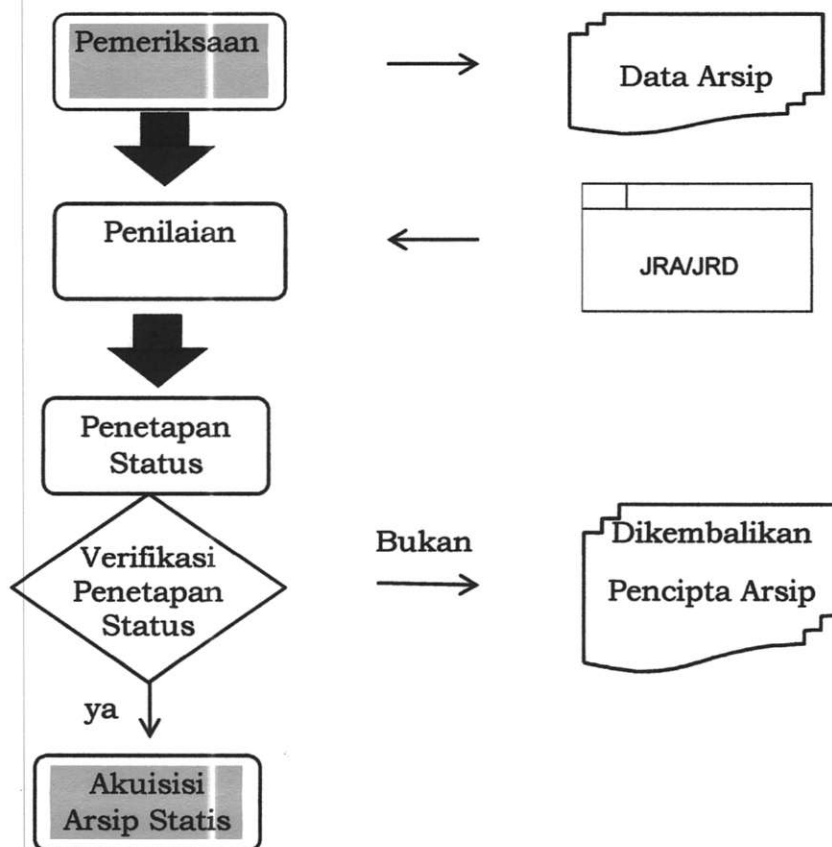 Pemeriksaan
Data Arsip
Penilaian
JRA/JRD
Penetapan
Status
Verifikasi
Penetapan
Status
Bukan
Dikembalikan
Pencipta Arsip
ya
Akuisisi
Arsip Statis